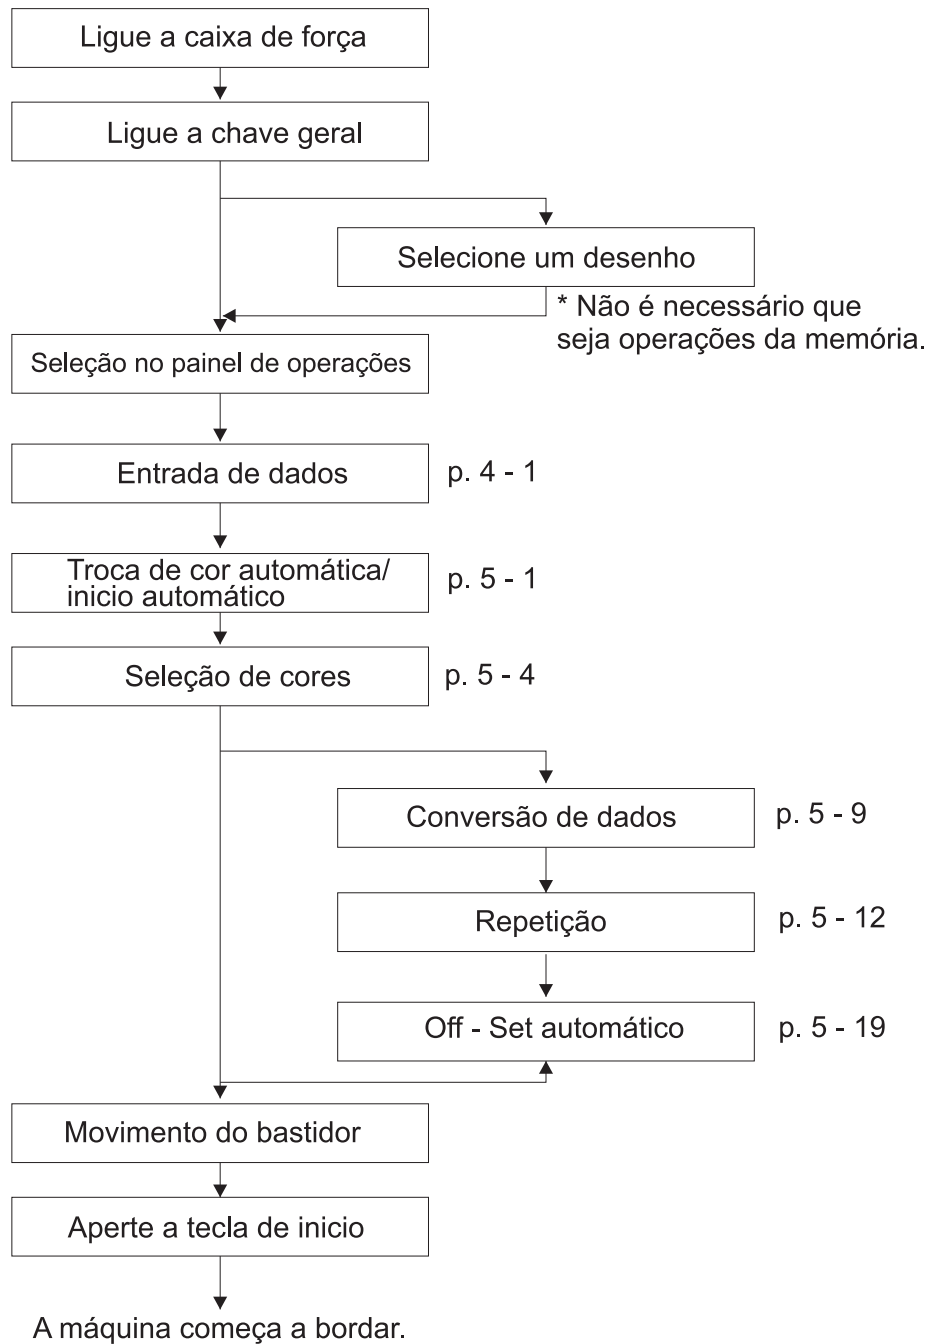 Ligue a caixa de força
Ligue a chave geral
Selecione um desenho
* Não é necessário que
seja operações da memória.
Seleção no painel de operações
Entrada de dados
p. 4 - 1
Troca de cor automática/
inicio automático
p. 5 - 1
Seleção de cores
p. 5 - 4
Conversão de dados
p. 5 - 9
Repetição
p. 5 - 12
Off - Set automático
p. 5 - 19
Movimento do bastidor
Aperte a tecla de inicio
A máquina começa a bordar.